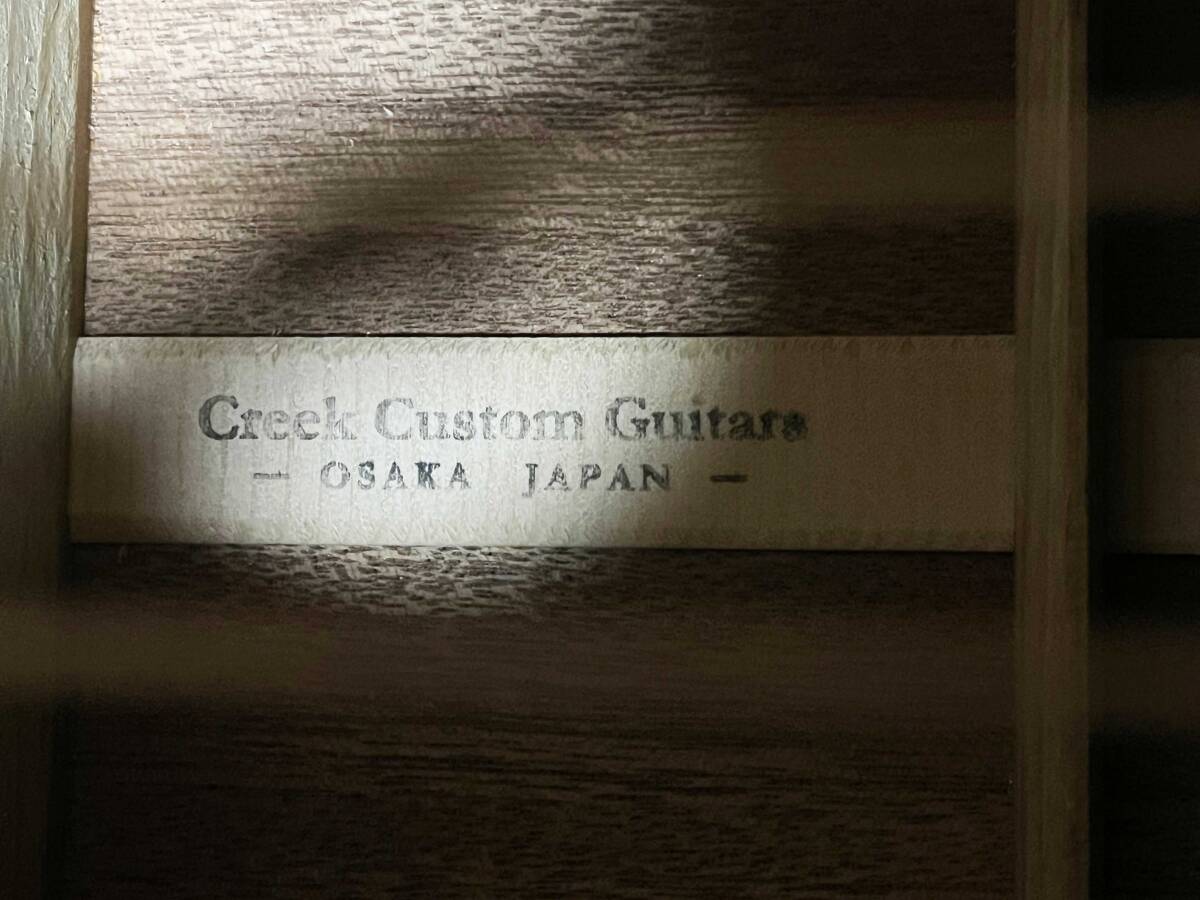 Creek Custom Guitars
— OSAKA JAPAN —